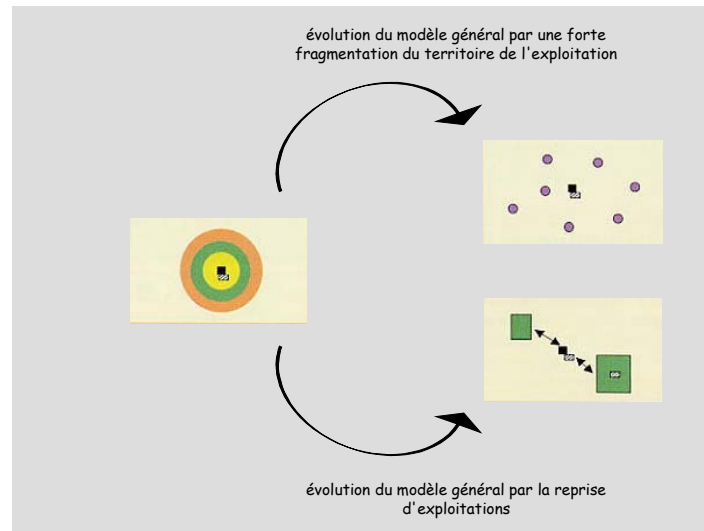 évolution du modèle général par une forte
fragmentation du territoire de l'exploitation
évolution du modèle général par la reprise
d'exploitations